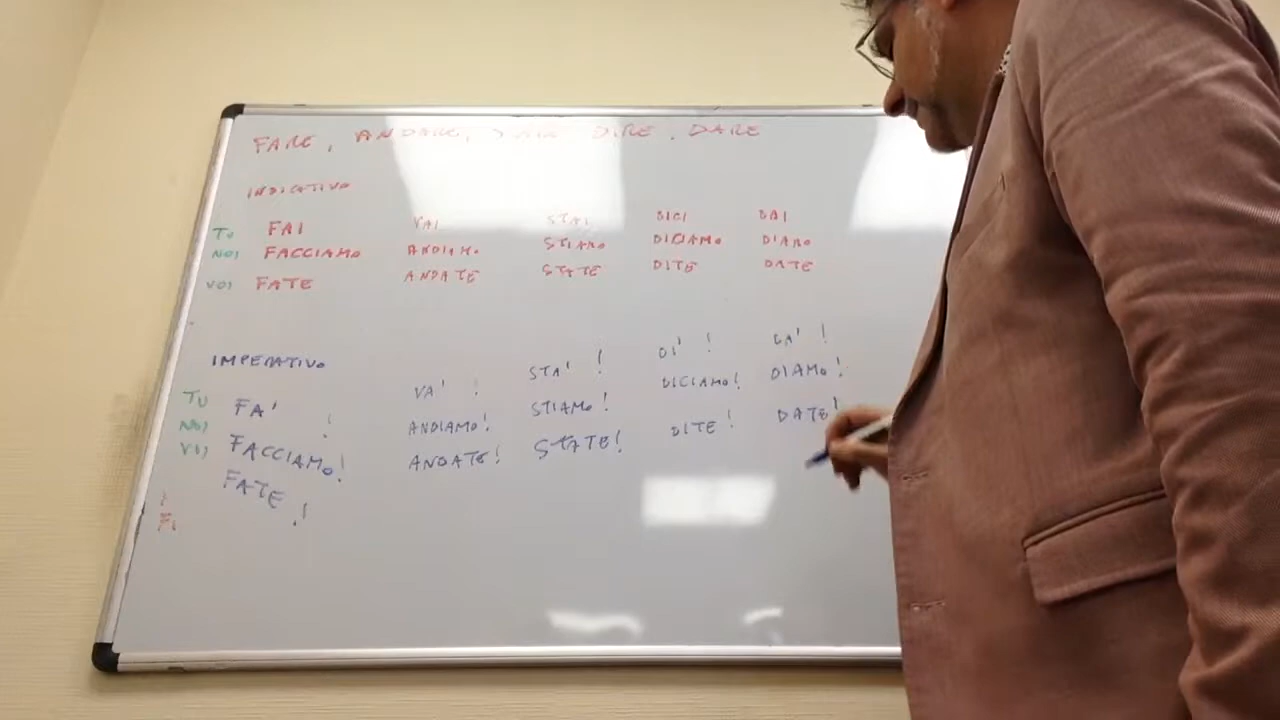 FARE, ANDARE, DIRE, DARE
INDICATIVO
TU FAI VAI STAI DICI DAI
NOI FACCIAMO ANDIAMO STIAMO DICIAMO DIAMO
VOI FATE ANDATE STATE DITE DATE
IMPERATIVO
TU FA' ! VA' ! STA' ! DI' ! DA' !
NOI FACCIAMO! ANDIAMO! STIAMO! DICIAMO! DIAMO!
VOI FATE! ANDATE! STATE! DITE! DATE!